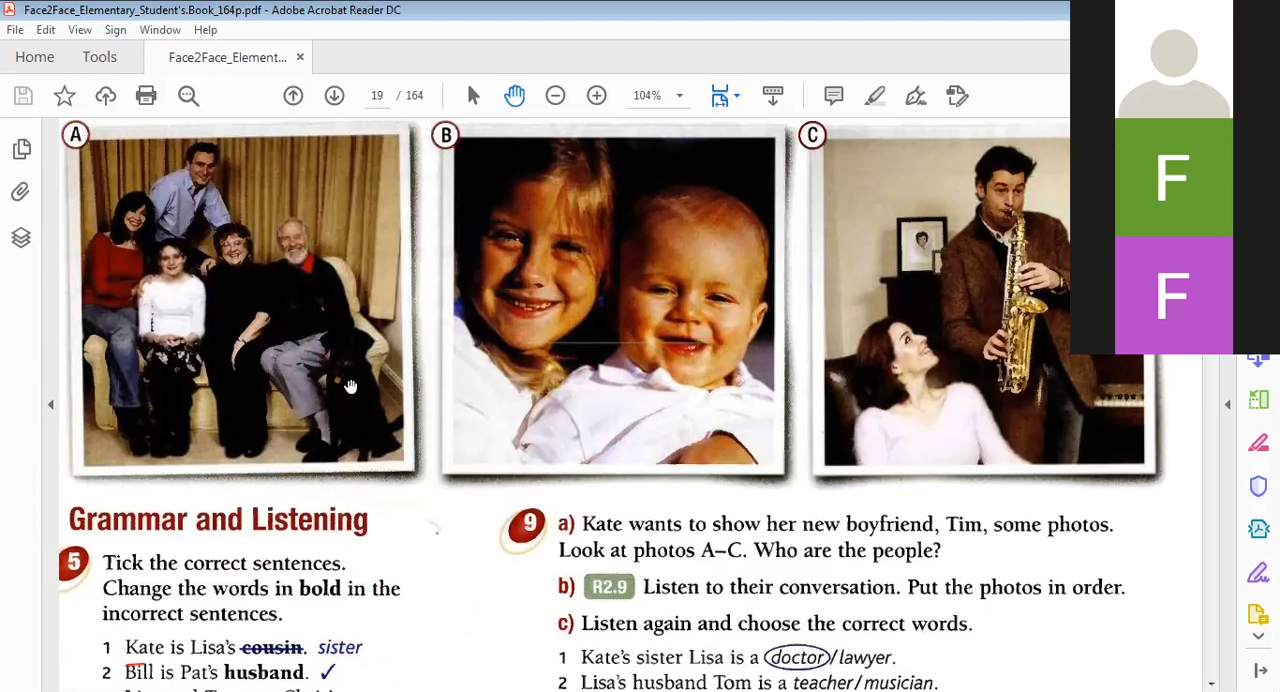 Face2Face_Elementary_Student's.Book_164p.pdf - Adobe Acrobat Reader DC
File Edit View Sign Window Help
Home Tools Face2Face_Element... ×
19 / 164 104%
A B C
F
F
Grammar and Listening
5 Tick the correct sentences.
Change the words in bold in the
incorrect sentences.
1 Kate is Lisa's cousin. sister
2 Bill is Pat's husband. ✓
9 a) Kate wants to show her new boyfriend, Tim, some photos.
Look at photos A–C. Who are the people?
b) R2.9 Listen to their conversation. Put the photos in order.
c) Listen again and choose the correct words.
1 Kate's sister Lisa is a doctor/lawyer.
2 Lisa's husband Tom is a teacher/musician.